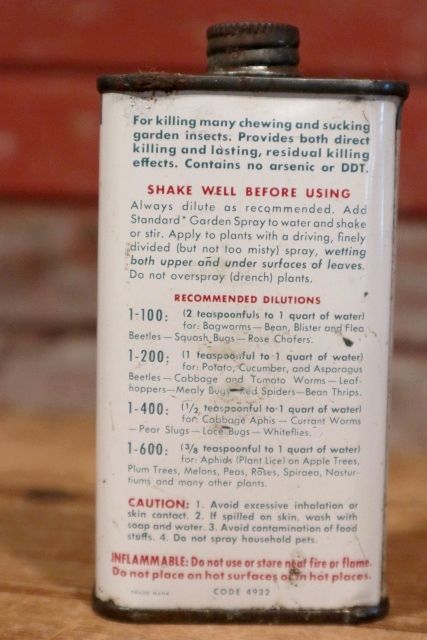 For killing many chewing and sucking
garden insects. Provides both direct
killing and lasting, residual killing
effects. Contains no arsenic or DDT.
SHAKE WELL BEFORE USING
Always dilute as recommended. Add
Standard* Garden Spray to water and shake
or stir. Apply to plants with a driving, finely
divided (but not too misty) spray, wetting
both upper and under surfaces of leaves.
Do not overspray (drench) plants.
RECOMMENDED DILUTIONS
1-100: (2 teaspoonfuls to 1 quart of water)
for: Bagworms—Bean, Blister and Flea
Beetles—Squash Bugs—Rose Chafers.
1-200: (1 teaspoonful to 1 quart of water)
for: Potato, Cucumber, and Asparagus
Beetles—Cabbage and Tomato Worms—Leaf-
hoppers—Mealy Bugs—Red Spiders—Bean Thrips.
1-400: (1/2 teaspoonful to 1 quart of water)
for: Cabbage Aphis—Currant Worms
—Pear Slugs—Lace Bugs—Whiteflies.
1-600: (3/8 teaspoonful to 1 quart of water)
for: Aphids (Plant Lice) on Apple Trees,
Plum Trees, Melons, Peas, Roses, Spiraea, Nastur-
tiums and many other plants.
CAUTION: 1. Avoid excessive inhalation or
skin contact. 2. If spilled on skin, wash with
soap and water. 3. Avoid contamination of food
stuffs. 4. Do not spray household pets.
INFLAMMABLE: Do not use or store near fire or flame.
Do not place on hot surfaces or in hot places.
TRADE MARK CODE 4932